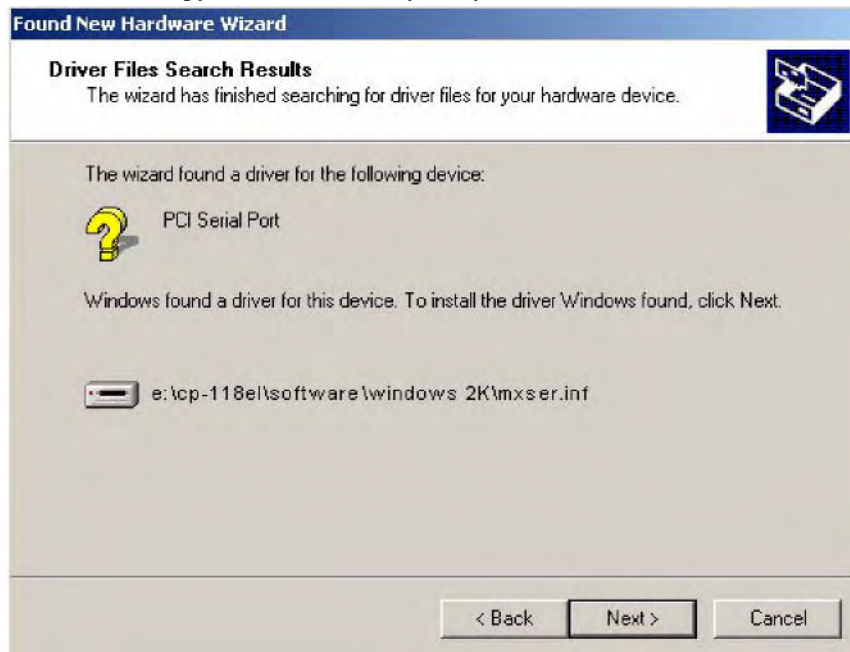 Found New Hardware Wizard
Driver Files Search Results
The wizard has finished searching for driver files for your hardware device.
The wizard found a driver for the following device:
PCI Serial Port
Windows found a driver for this device. To install the driver Windows found, click Next.
e:\cp-118el\software\windows 2K\mxser.inf
< Back Next > Cancel